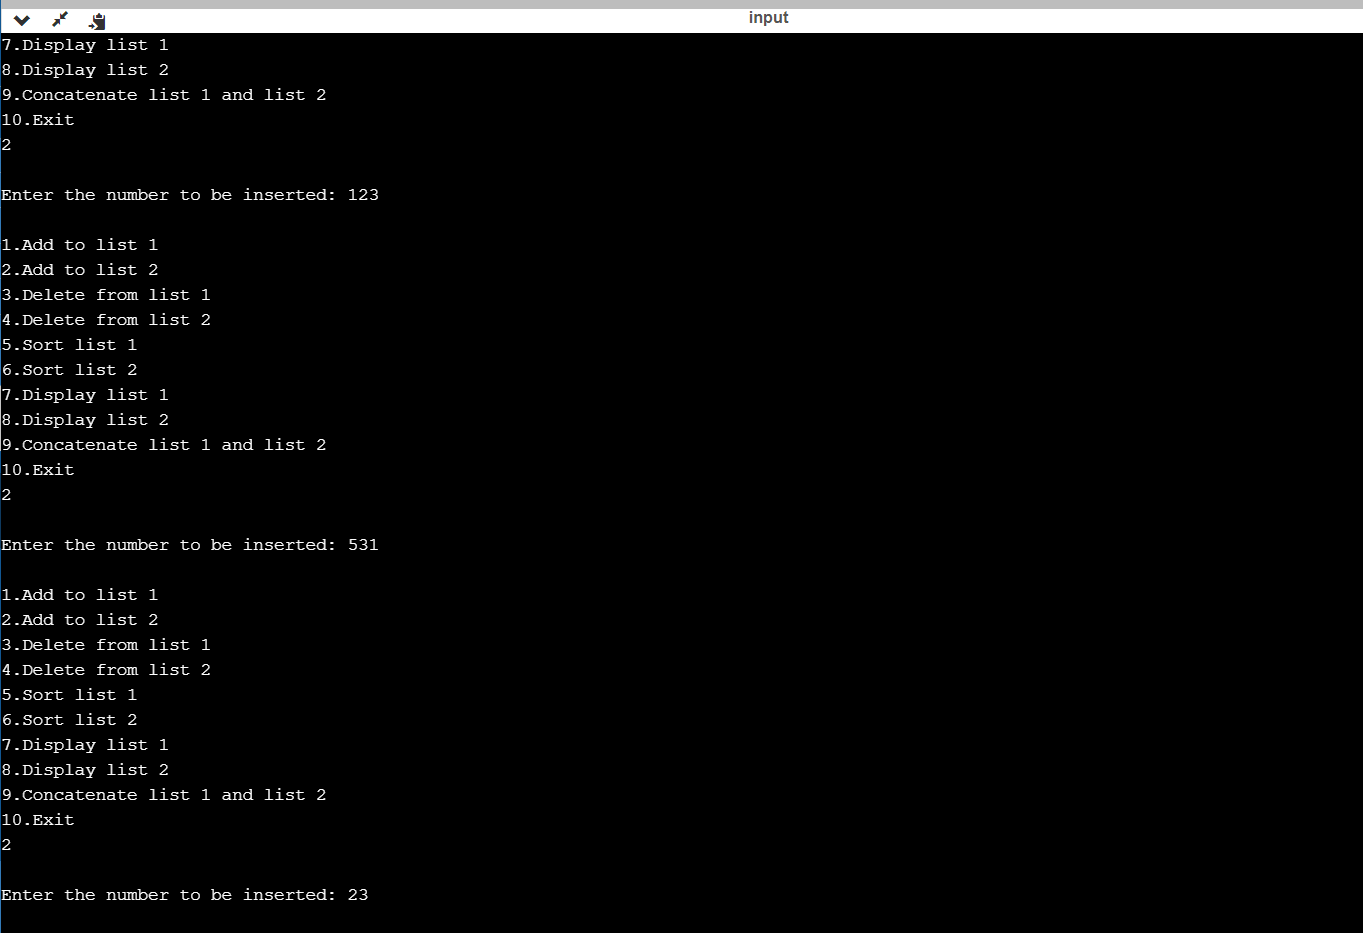 input
7.Display list 1
8.Display list 2
9.Concatenate list 1 and list 2
10.Exit
2
Enter the number to be inserted: 123
1.Add to list 1
2.Add to list 2
3.Delete from list 1
4.Delete from list 2
5.Sort list 1
6.Sort list 2
7.Display list 1
8.Display list 2
9.Concatenate list 1 and list 2
10.Exit
2
Enter the number to be inserted: 531
1.Add to list 1
2.Add to list 2
3.Delete from list 1
4.Delete from list 2
5.Sort list 1
6.Sort list 2
7.Display list 1
8.Display list 2
9.Concatenate list 1 and list 2
10.Exit
2
Enter the number to be inserted: 23